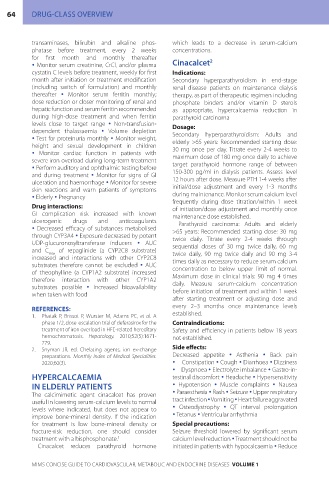 64 DRUG-CLASS OVERVIEW
transaminases, bilirubin and alkaline phos-
phatase before treatment, every 2 weeks
for first month and monthly thereafter
• Monitor serum creatinine, CrCl and/or plasma
cystatin C levels before treatment, weekly for first
month after initiation or treatment modification
(including switch of formulation) and monthly
thereafter • Monitor serum ferritin monthly;
dose reduction or closer monitoring of renal and
hepatic function and serum ferritin recommended
during high-dose treatment and when ferritin
levels close to target range • Non-transfusion-
dependent thalassaemia • Volume depletion
• Test for proteinuria monthly • Monitor weight,
height and sexual development in children
• Monitor cardiac function in patients with
severe iron-overload during long-term treatment
• Perform auditory and ophthalmic testing before
and during treatment • Monitor for signs of GI
ulceration and haemorrhage • Monitor for severe
skin reactions and warn patients of symptoms
• Elderly • Pregnancy
Drug interactions:
GI complication risk increased with known
ulcerogenic drugs and anticoagulants
• Decreased efficacy of substances metabolised
through CYP3A4 • Exposure decreased by potent
UDP-glucuronosyltransferase inducers • AUC
and Cmax of repaglinide (a CYP2C8 substrate)
increased and interactions with other CYP2C8
substrates therefore cannot be excluded • AUC
of theophylline (a CYP1A2 substrate) increased
therefore interaction with other CYP1A2
substrates possible • Increased bioavailability
when taken with food
REFERENCES:
1. Phatak P, Brissot P, Wurster M, Adams PC, et al. A
phase 1/2, dose-escalation trial of deferasirox for the
treatment of iron overload in HFE-related hereditary
hemochromatosis. Hepatology. 2010;52(5):1671-
779.
2. Snyman JR, ed. Chelating agents, ion exchange
preparations. Monthly Index of Medical Specialities.
2020;60(3).
HYPERCALCAEMIA
IN ELDERLY PATIENTS
The calcimimetic agent cinacalcet has proven
useful in lowering serum-calcium levels to normal
levels where indicated, but does not appear to
improve bone-mineral density. If the indication
for treatment is low bone-mineral density or
fracture-risk reduction, one should consider
treatment with a bisphosphonate.1
Cinacalcet reduces parathyroid hormone
which leads to a decrease in serum-calcium
concentrations.
Cinacalcet2
Indications:
Secondary hyperparathyroidism in end-stage
renal disease patients on maintenance dialysis
therapy, as part of therapeutic regimen including
phosphate binders and/or vitamin D sterols
as appropriate, hypercalcaemia reduction in
parathyroid carcinoma
Dosage:
Secondary hyperparathyroidism: Adults and
elderly >65 years: Recommended starting dose:
30 mg once per day. Titrate every 2-4 weeks to
maximum dose of 180 mg once daily to achieve
target parathyroid hormone range of between
150-300 pg/ml in dialysis patients. Assess level
12 hours after dose. Measure PTH 1-4 weeks after
initial/dose adjustment and every 1-3 months
during maintenance. Monitor serum calcium level
frequently during dose titration/within 1 week
of initiation/dose adjustment and monthly once
maintenance dose established.
Parathyroid carcinoma: Adults and elderly
>65 years: Recommended starting dose: 30 mg
twice daily. Titrate every 2-4 weeks through
sequential doses of 30 mg twice daily, 60 mg
twice daily, 90 mg twice daily and 90 mg 3-4
times daily as necessary to reduce serum calcium
concentration to below upper limit of normal.
Maximum dose in clinical trials: 90 mg 4 times
daily. Measure serum-calcium concentration
before initiation of treatment and within 1 week
after starting treatment or adjusting dose and
every 2–3 months once maintenance levels
established.
Contraindications:
Safety and efficiency in patients below 18 years
not established.
Side effects:
Decreased appetite • Asthenia • Back pain
• Constipation • Cough • Diarrhoea • Dizziness
• Dyspnoea • Electrolyte imbalance • Gastro-in-
testinal discomfort • Headache • Hypersensitivity
• Hypotension • Muscle complaints • Nausea
• Paraesthesia • Rash • Seizure • Upper respiratory
tract infection • Vomiting • Heart failure aggravated
• Osteodystrophy • QT interval prolongation
• Tetanus • Ventricular arrhythmia
Special precautions:
Seizure threshold lowered by significant serum
calcium level reduction • Treatment should not be
initiated in patients with hypocalcaemia • Reduce
MIMS CONCISE GUIDE TO CARDIOVASCULAR, METABOLIC AND ENDOCRINE DISEASES VOLUME 1